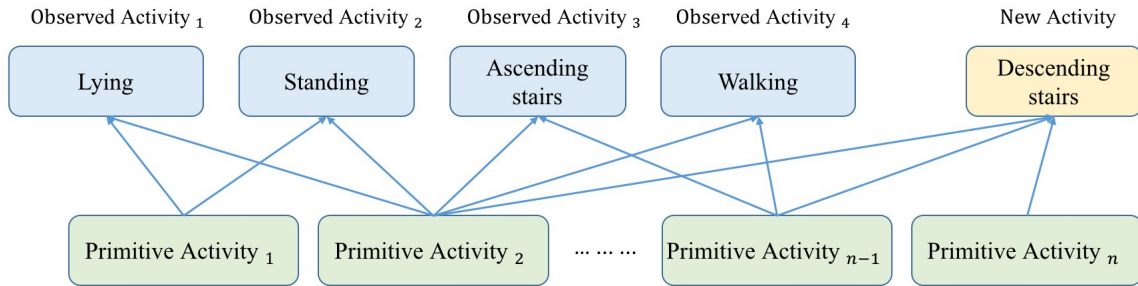 Observed Activity 1 Observed Activity 2 Observed Activity 3 Observed Activity 4 New Activity
Lying
Standing
Ascending
stairs
Walking
Descending
stairs
Primitive Activity 1 Primitive Activity 2 ... ... ... Primitive Activity n−1 Primitive Activity n